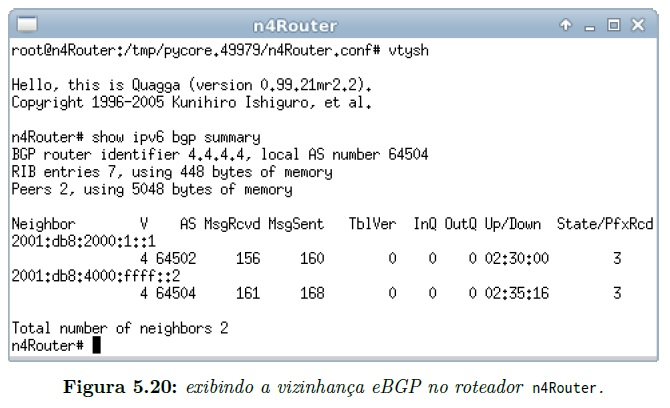 n4Router
root@n4Router:/tmp/pycore.49979/n4Router.conf# vtysh
Hello, this is Quagga (version 0.99.21mr2.2).
Copyright 1996-2005 Kunihiro Ishiguro, et al.
n4Router# show ipv6 bgp summary
BGP router identifier 4.4.4.4, local AS number 64504
RIB entries 7, using 448 bytes of memory
Peers 2, using 5048 bytes of memory
Neighbor V AS MsgRcvd MsgSent TblVer InQ OutQ Up/Down State/PfxRcd
2001:db8:2000:1::1
4 64502 156 160 0 0 0 02:30:00 3
2001:db8:4000:ffff::2
4 64504 161 168 0 0 0 02:35:16 3
Total number of neighbors 2
n4Router#
Figura 5.20: exibindo a vizinhança eBGP no roteador n4Router.